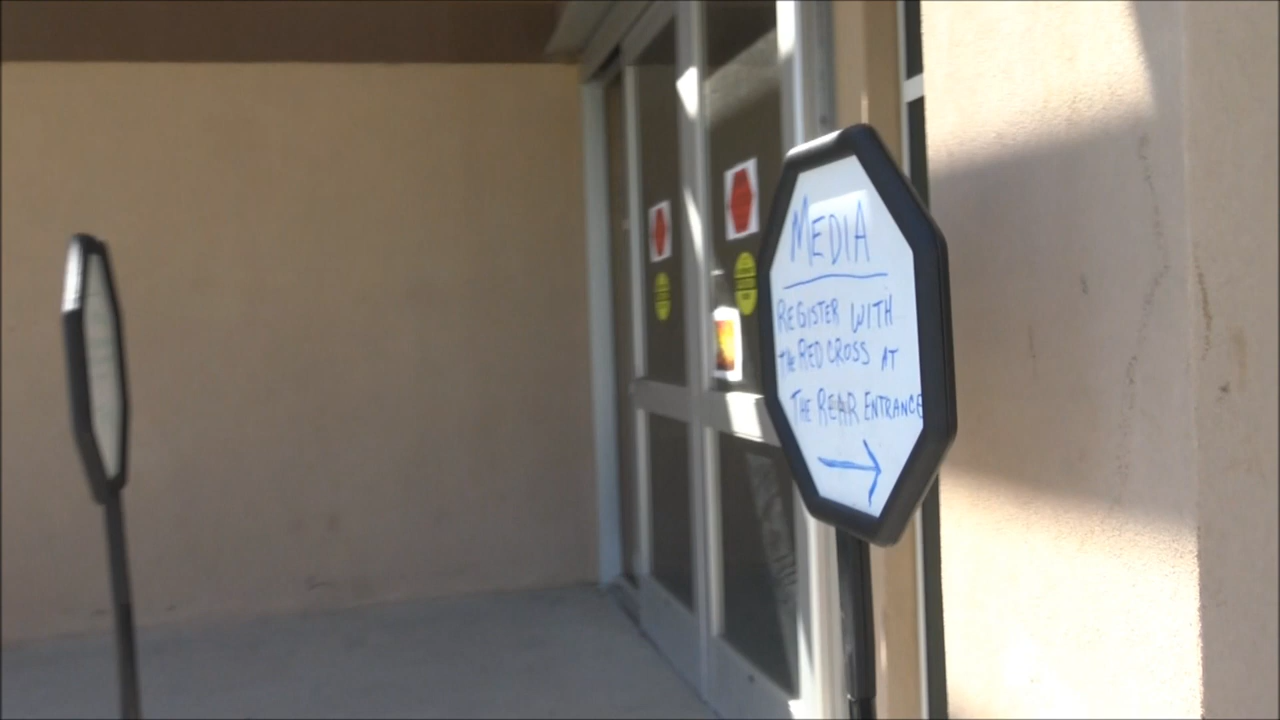 MEDIA
REGISTER WITH
THE RED CROSS AT
THE REAR ENTRANCE